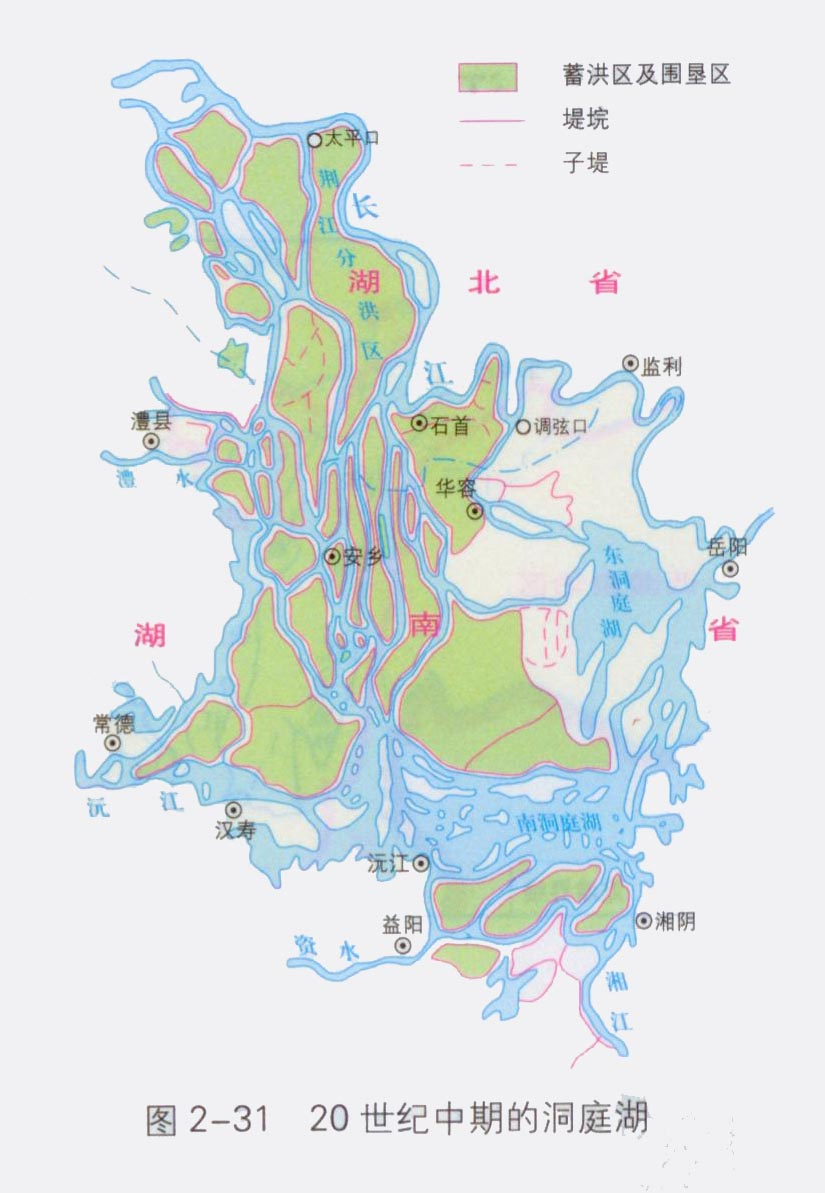 蓄洪区及围垦区
堤垸
子堤
太平口
荆江分洪区
长江
湖北省
监利
石首
调弦口
澧县
澧水
华容
岳阳
安乡
东洞庭湖
湖南省
常德
沅江
汉寿
南洞庭湖
沅江
益阳
湘阴
资水
湘江
图2-31 20世纪中期的洞庭湖